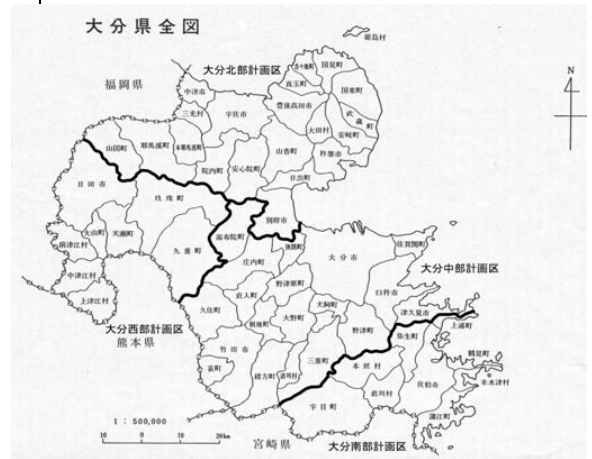 大分県全図
姫島村
大分北部計画区
国見町
香々地町
真玉町
国東町
福岡県
中津市
三光村
宇佐市
豊後高田市
武蔵町
大田村
安岐町
山国町
耶馬溪町
本耶馬溪町
院内町
安心院町
山香町
杵築市
日出町
日田市
玖珠町
別府市
大山町
天瀬町
九重町
湯布院町
挾間町
大分市
佐賀関町
前津江村
庄内町
中津江村
上津江村
野津原町
臼杵市
大分中部計画区
大分西部計画区
熊本県
久住町
直入町
朝地町
大野町
犬飼町
野津町
津久見市
上浦町
弥生町
竹田市
荻町
緒方町
清川村
三重町
本匠村
佐伯市
鶴見町
米水津村
宇目町
直川村
蒲江町
大分南部計画区
宮崎県
1 : 500,000
10 0 10 20km
N